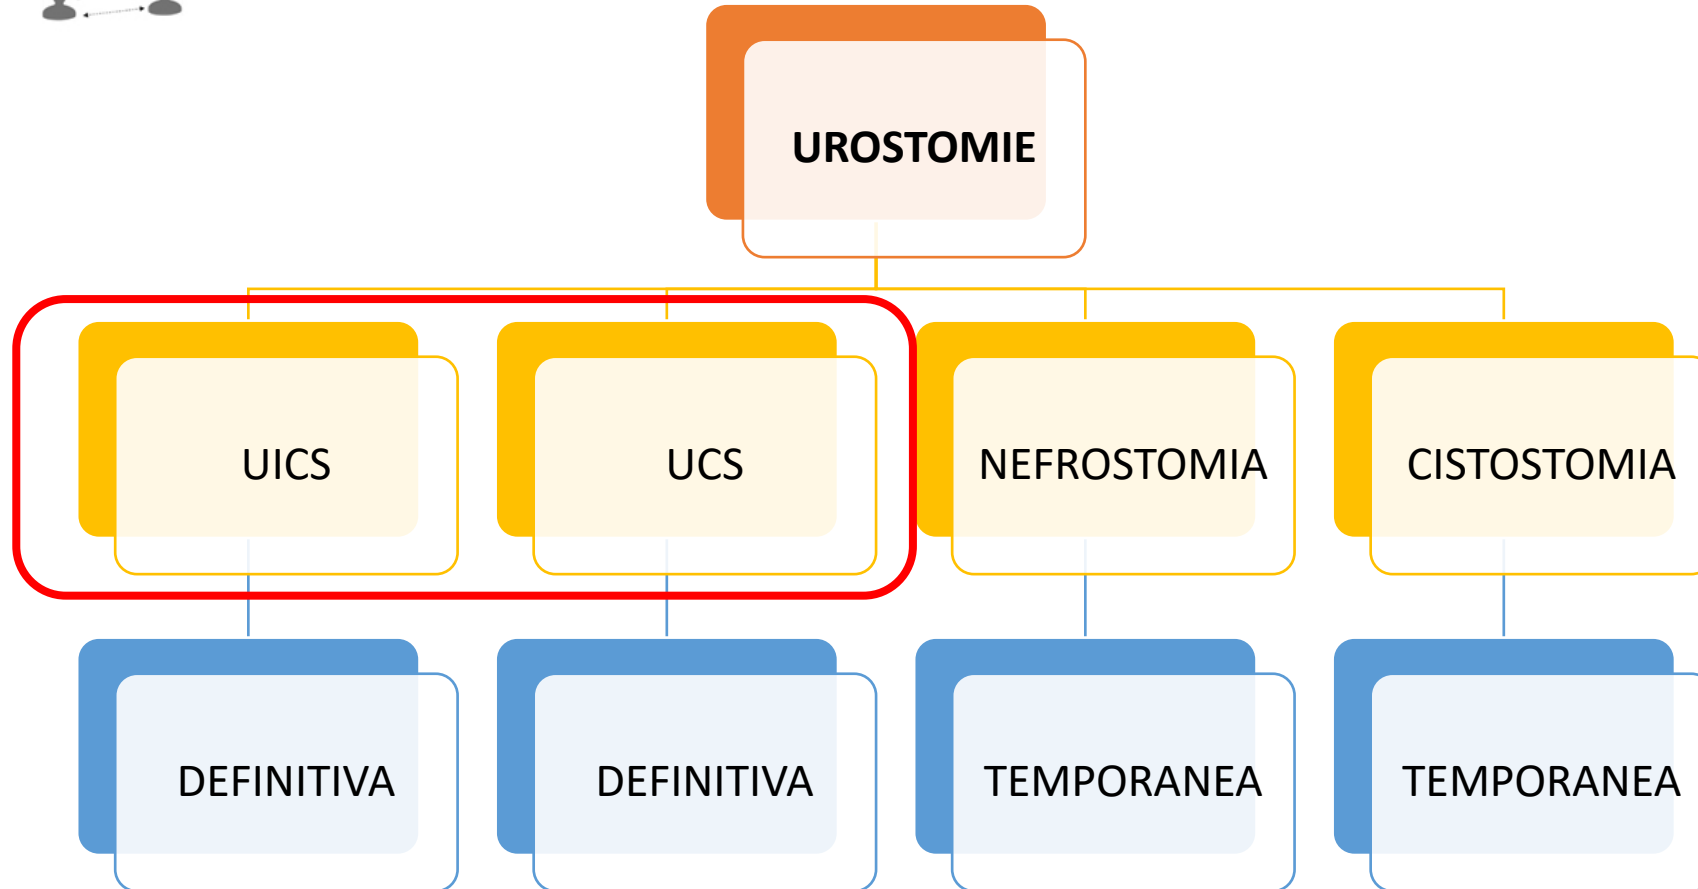 UROSTOMIE
UICS
UCS
NEFROSTOMIA
CISTOSTOMIA
DEFINITIVA
DEFINITIVA
TEMPORANEA
TEMPORANEA